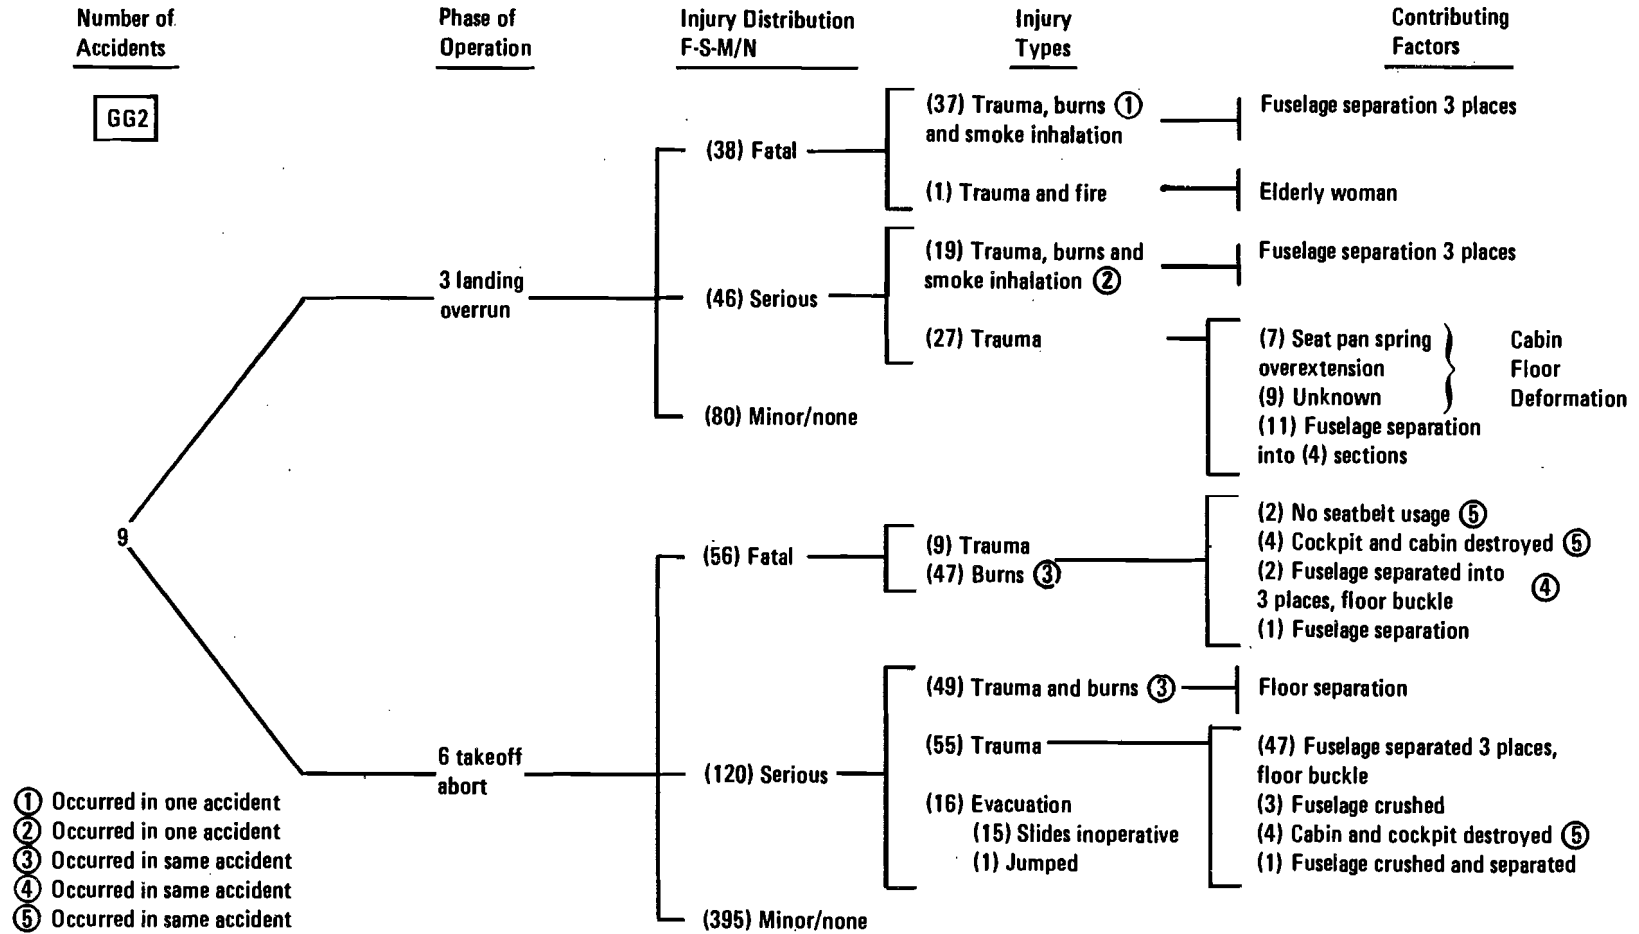 Number of Accidents
Phase of Operation
Injury Distribution F-S-M/N
Injury Types
Contributing Factors
GG2
9
3 landing
overrun
(38) Fatal
(37) Trauma, burns ①
and smoke inhalation
Fuselage separation 3 places
(1) Trauma and fire
Elderly woman
(46) Serious
(19) Trauma, burns and
smoke inhalation ②
Fuselage separation 3 places
(27) Trauma
(7) Seat pan spring
overextension
(9) Unknown
Cabin
Floor
Deformation
(11) Fuselage separation
into (4) sections
(80) Minor/none
6 takeoff
abort
(56) Fatal
(9) Trauma
(47) Burns ③
(2) No seatbelt usage ⑤
(4) Cockpit and cabin destroyed ⑤
(2) Fuselage separated into
3 places, floor buckle ④
(1) Fuselage separation
(120) Serious
(49) Trauma and burns ③
Floor separation
(55) Trauma
(47) Fuselage separated 3 places,
floor buckle
(3) Fuselage crushed
(4) Cabin and cockpit destroyed ⑤
(1) Fuselage crushed and separated
(16) Evacuation
(15) Slides inoperative
(1) Jumped
(395) Minor/none
① Occurred in one accident
② Occurred in one accident
③ Occurred in same accident
④ Occurred in same accident
⑤ Occurred in same accident